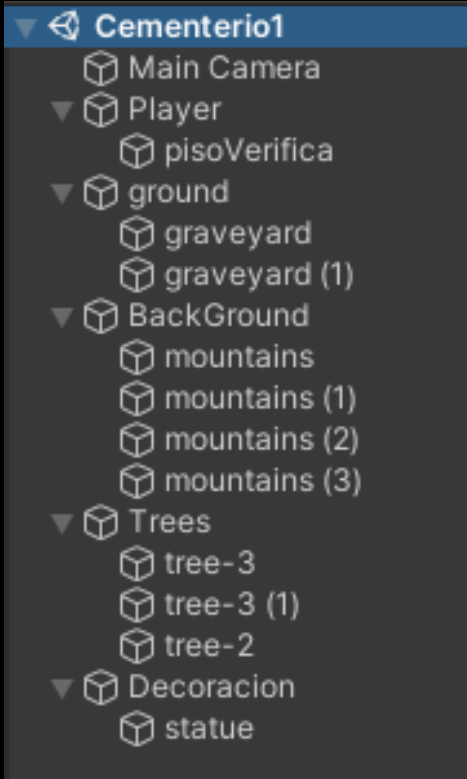 Cementerio1
Main Camera
Player
pisoVerifica
ground
graveyard
graveyard (1)
BackGround
mountains
mountains (1)
mountains (2)
mountains (3)
Trees
tree-3
tree-3 (1)
tree-2
Decoracion
statue